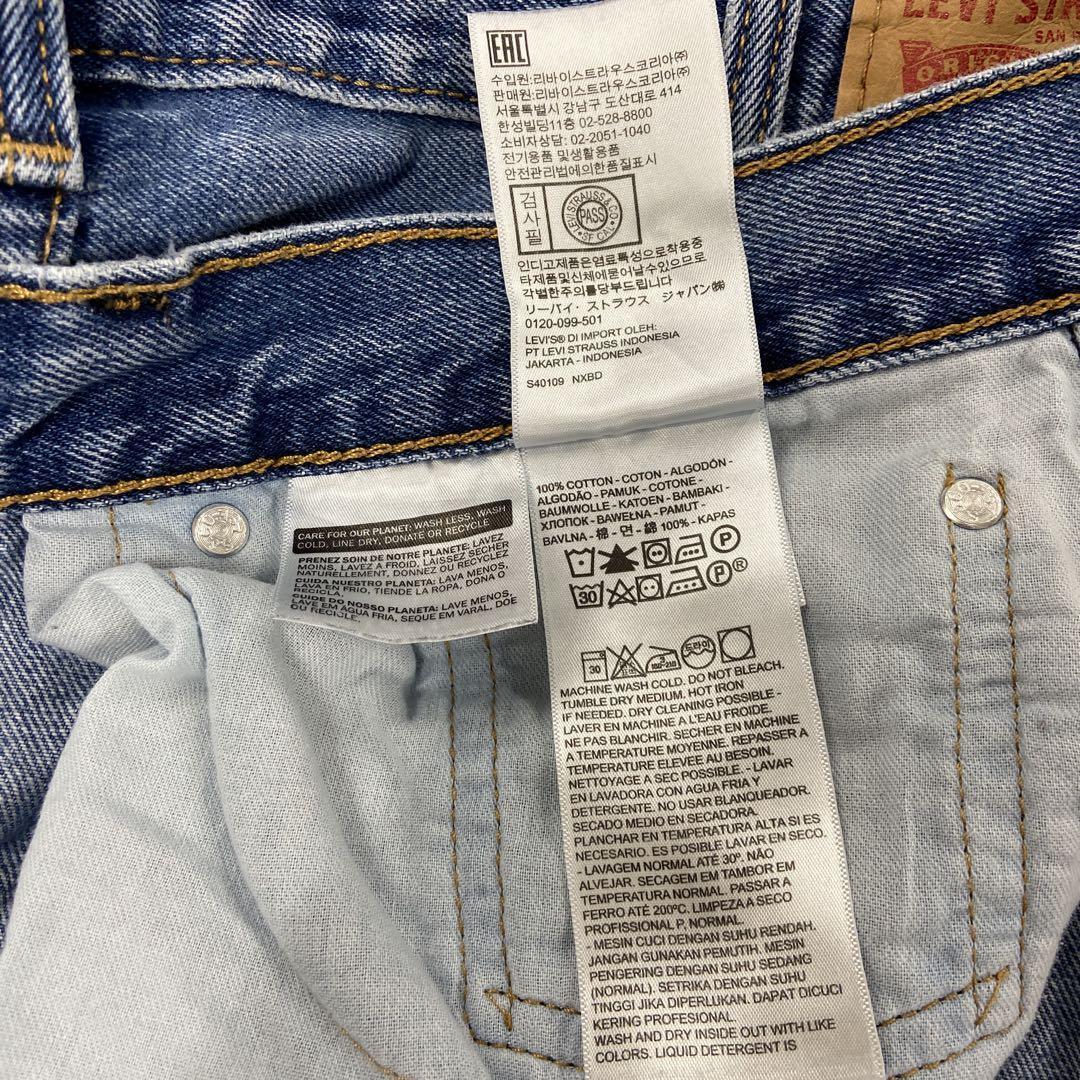 LEVI STR
SAN
ORIG
EAC
수입원:리바이스트라우스코리아㈜
판매원:리바이스트라우스코리아㈜
서울특별시 강남구 도산대로 414
한성빌딩11층 02-528-8800
소비자상담: 02-2051-1040
전기용품 및생활용품
안전관리법에의한품질표시
검사필
LEVI STRAUSS & CO.
PASS
SF CAL
인디고제품은염료특성으로착용중
타제품및신체에묻어날수있으므로
각별한주의를당부드립니다
リーバイ・ストラウス ジャパン㈱
0120-099-501
LEVI'S® DI IMPORT OLEH:
PT LEVI STRAUSS INDONESIA
JAKARTA - INDONESIA
S40109 NXBD
CARE FOR OUR PLANET: WASH LESS, WASH
COLD, LINE DRY, DONATE OR RECYCLE
PRENEZ SOIN DE NOTRE PLANETE: LAVEZ
MOINS, LAVEZ A FROID, LAISSEZ SECHER
NATURELLEMENT, DONNEZ OU RECYCLEZ
CUIDA NUESTRO PLANETA: LAVA MENOS,
LAVA EN FRIO, TIENDE LA ROPA, DONA O
RECICLA
CUIDE DO NOSSO PLANETA: LAVE MENOS,
LAVE EM ÁGUA FRIA, SEQUE EM VARAL, DOE
OU RECICLE.
100% COTTON - COTON - ALGODÓN -
ALGODÃO - PAMUK - COTONE -
BAUMWOLLE - KATOEN - BAMBAKI -
ХЛОПОК - BAWEŁNA - PAMUT -
BAVLNA - 棉 - 면 - 綿 100% - KAPAS
P
30 P ®
30 드라이
MACHINE WASH COLD. DO NOT BLEACH.
TUMBLE DRY MEDIUM. HOT IRON
IF NEEDED. DRY CLEANING POSSIBLE -
LAVER EN MACHINE A L'EAU FROIDE.
NE PAS BLANCHIR. SECHER EN MACHINE
A TEMPERATURE MOYENNE. REPASSER A
TEMPERATURE ELEVEE AU BESOIN.
NETTOYAGE A SEC POSSIBLE. - LAVAR
EN LAVADORA CON AGUA FRíA Y
DETERGENTE. NO USAR BLANQUEADOR.
SECADO MEDIO EN SECADORA.
PLANCHAR EN TEMPERATURA ALTA SI ES
NECESARIO. ES POSIBLE LAVAR EN SECO.
- LAVAGEM NORMAL ATÉ 30º. NÃO
ALVEJAR. SECAGEM EM TAMBOR EM
TEMPERATURA NORMAL. PASSAR A
FERRO ATÉ 200ºC. LIMPEZA A SECO
PROFISSIONAL P. NORMAL.
- MESIN CUCI DENGAN SUHU RENDAH.
JANGAN GUNAKAN PEMUTIH. MESIN
PENGERING DENGAN SUHU SEDANG
(NORMAL). SETRIKA DENGAN SUHU
TINGGI JIKA DIPERLUKAN. DAPAT DICUCI
KERING PROFESIONAL.
WASH AND DRY INSIDE OUT WITH LIKE
COLORS. LIQUID DETERGENT IS